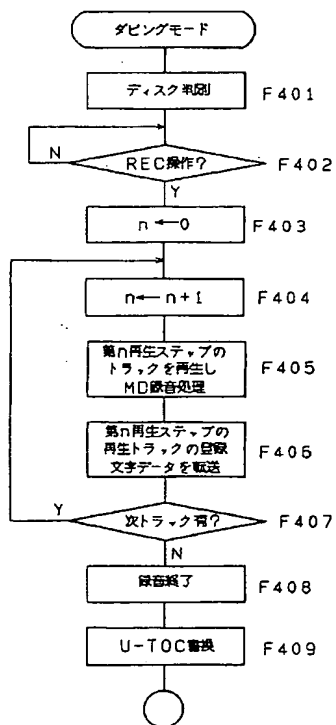 ダビングモード
ディスク判別 F401
N
REC操作? F402
Y
n←0 F403
n← n+1 F404
第n再生ステップの
トラックを再生し F405
MD録音処理
第n再生ステップの
再生トラックの登録 F406
文字データを転送
Y 次トラック有? F407
N
録音終了 F408
U-TOC書換 F409